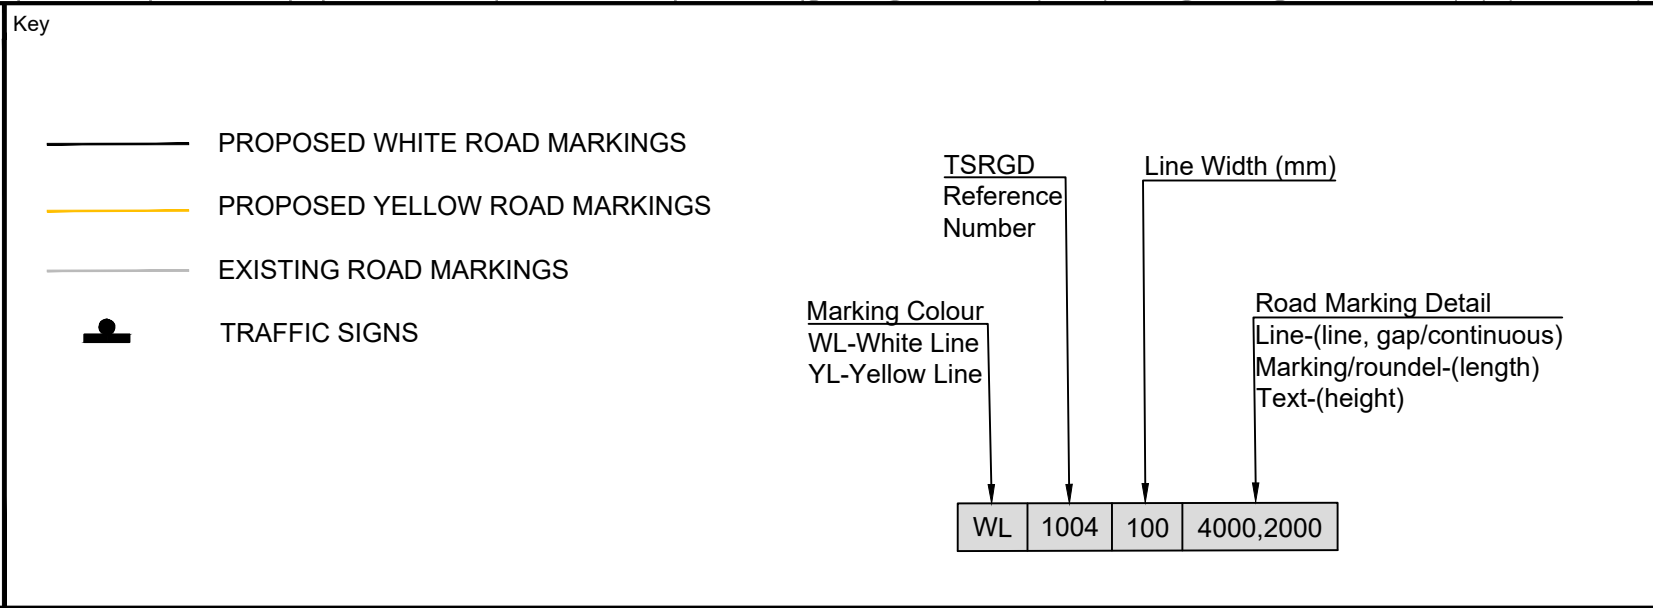 Key
PROPOSED WHITE ROAD MARKINGS
PROPOSED YELLOW ROAD MARKINGS
EXISTING ROAD MARKINGS
TRAFFIC SIGNS
TSRGD
Reference
Number
Line Width (mm)
Marking Colour
WL-White Line
YL-Yellow Line
Road Marking Detail
Line-(line, gap/continuous)
Marking/roundel-(length)
Text-(height)
WL 1004 100 4000,2000